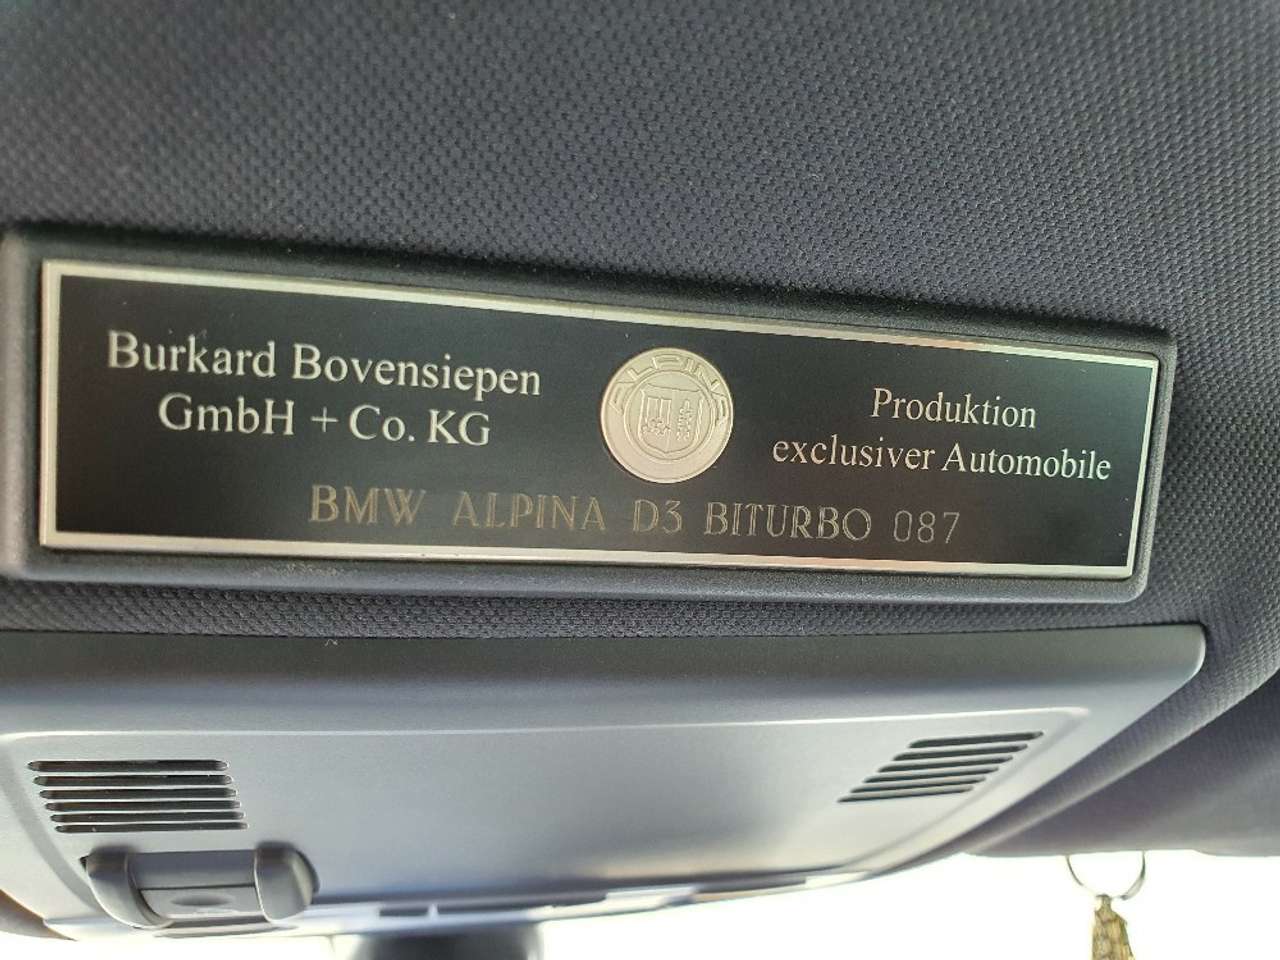 Burkard Bovensiepen
GmbH + Co. KG
ALPINA
Produktion
exclusiver Automobile
BMW ALPINA D3 BITURBO 087